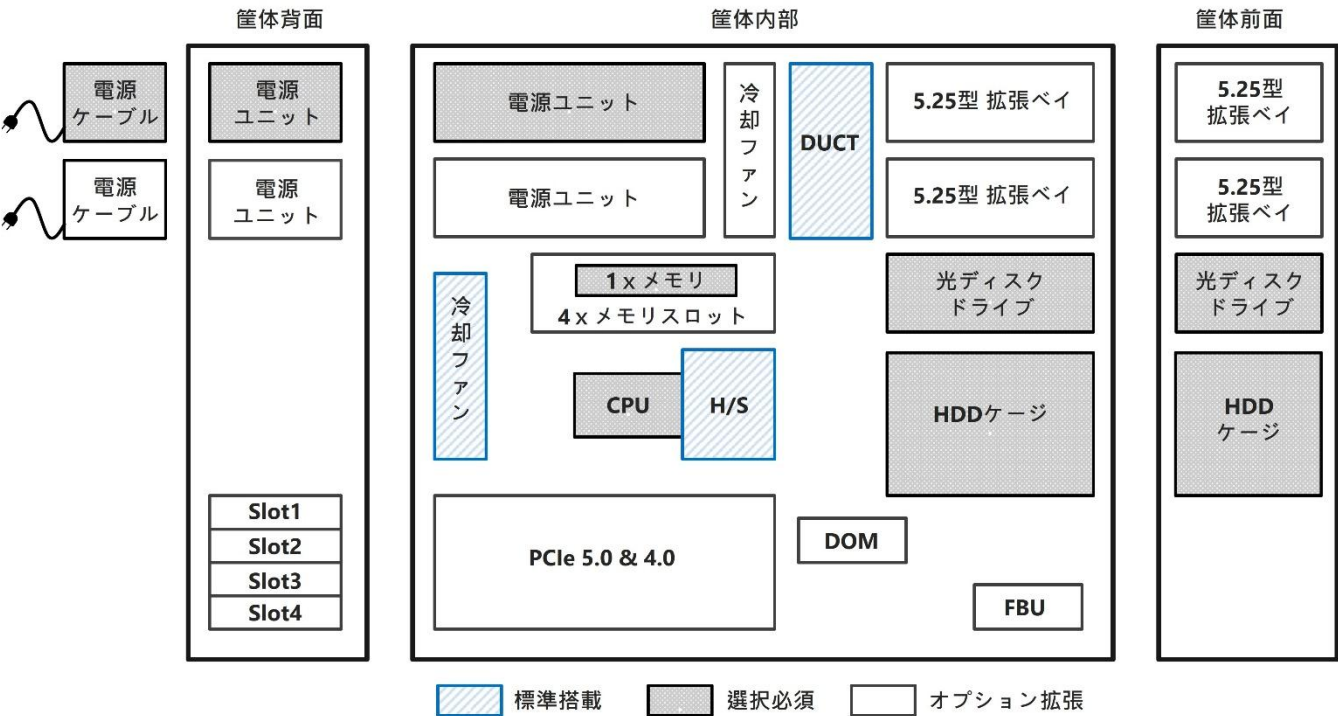 筐体背面
筐体内部
筐体前面
電源
ケーブル
電源
ケーブル
電源
ユニット
電源
ユニット
Slot1
Slot2
Slot3
Slot4
電源ユニット
電源ユニット
冷却ファン
DUCT
5.25型 拡張ベイ
5.25型 拡張ベイ
冷却ファン
1 x メモリ
4 x メモリスロット
CPU
H/S
光ディスク
ドライブ
HDDケージ
PCIe 5.0 & 4.0
DOM
FBU
5.25型
拡張ベイ
5.25型
拡張ベイ
光ディスク
ドライブ
HDD
ケージ
標準搭載
選択必須
オプション拡張